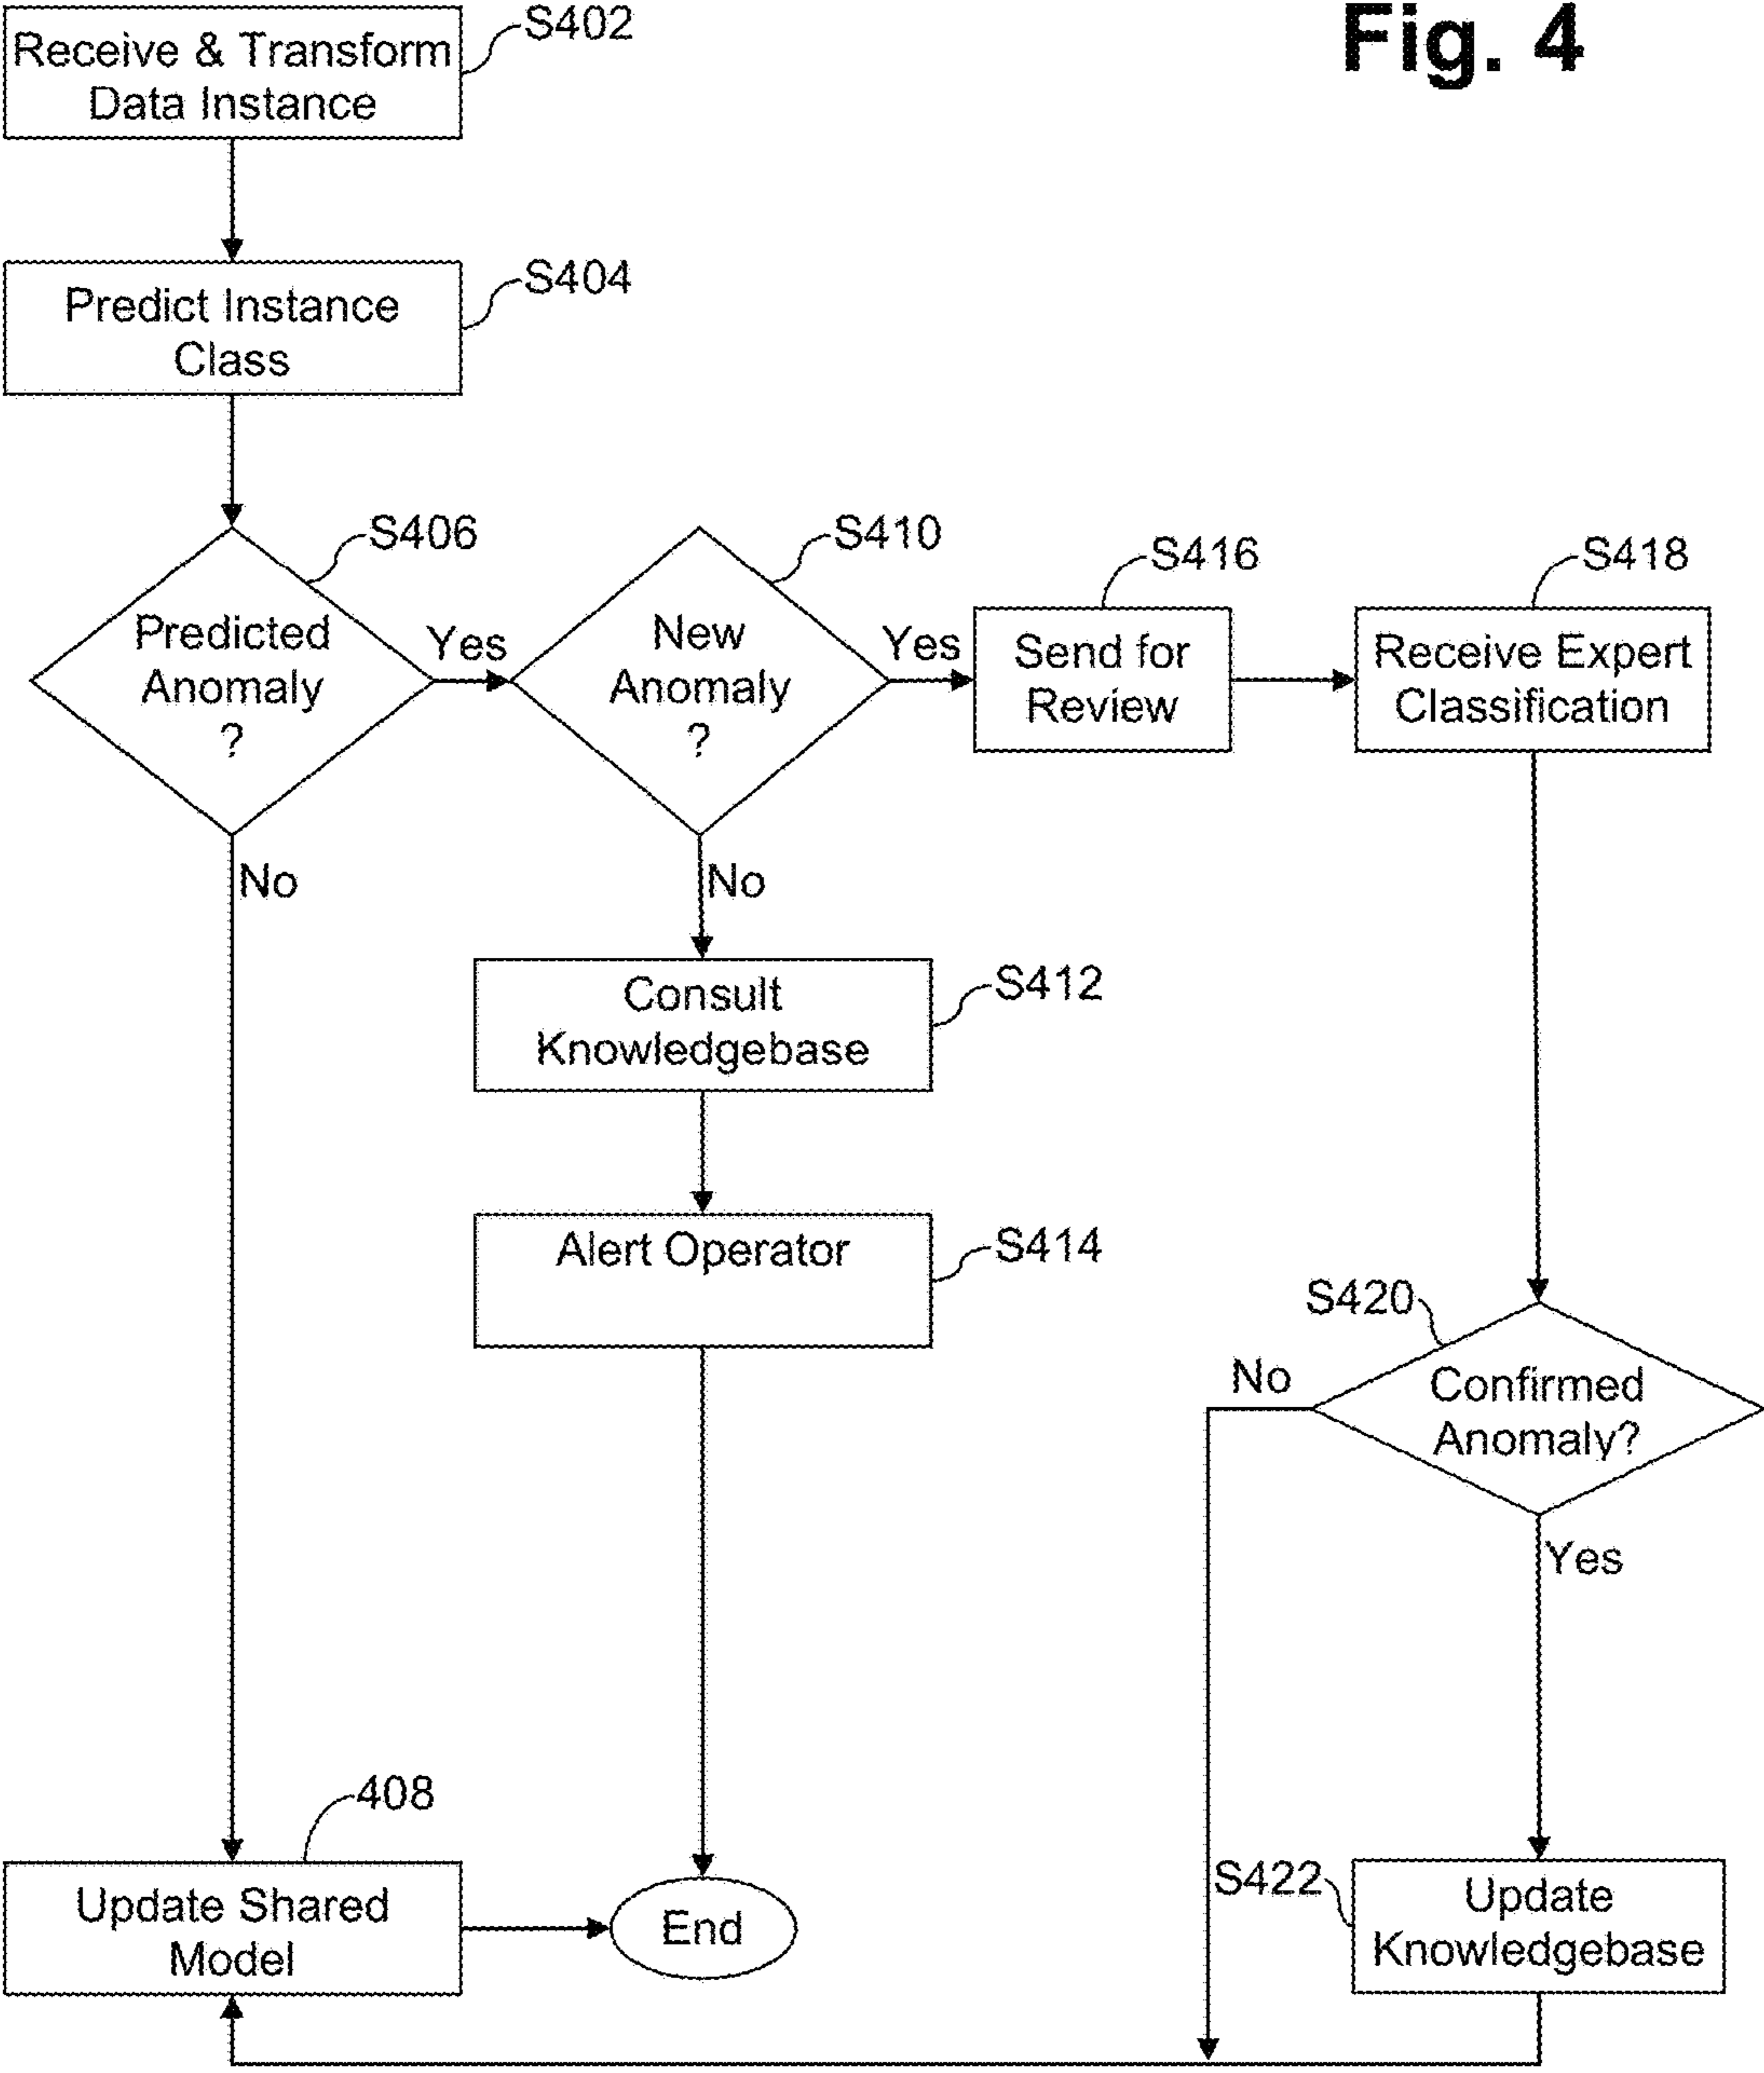 Fig. 4
Receive & Transform
Data Instance
S402
Predict Instance
Class
S404
S406
Predicted
Anomaly
?
Yes
No
S410
New
Anomaly
?
Yes
No
S416
Send for
Review
S418
Receive Expert
Classification
Consult
Knowledgebase
S412
Alert Operator
S414
S420
Confirmed
Anomaly?
No
Yes
408
Update Shared
Model
End
S422
Update
Knowledgebase